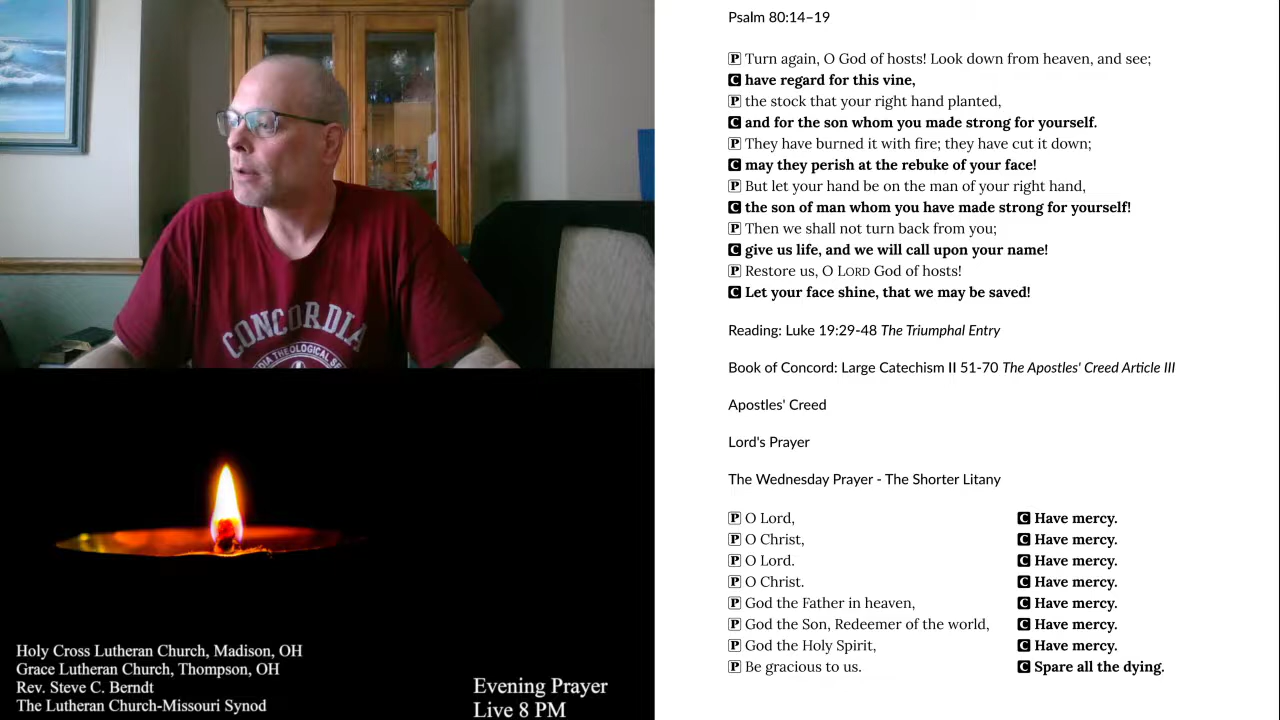 CONCORDIA
Holy Cross Lutheran Church, Madison, OH
Grace Lutheran Church, Thompson, OH
Rev. Steve C. Berndt
The Lutheran Church-Missouri Synod
Evening Prayer
Live 8 PM
Psalm 80:14–19
P Turn again, O God of hosts! Look down from heaven, and see;
C have regard for this vine,
P the stock that your right hand planted,
C and for the son whom you made strong for yourself.
P They have burned it with fire; they have cut it down;
C may they perish at the rebuke of your face!
P But let your hand be on the man of your right hand,
C the son of man whom you have made strong for yourself!
P Then we shall not turn back from you;
C give us life, and we will call upon your name!
P Restore us, O LORD God of hosts!
C Let your face shine, that we may be saved!
Reading: Luke 19:29-48 The Triumphal Entry
Book of Concord: Large Catechism II 51-70 The Apostles' Creed Article III
Apostles' Creed
Lord's Prayer
The Wednesday Prayer - The Shorter Litany
P O Lord, C Have mercy.
P O Christ, C Have mercy.
P O Lord. C Have mercy.
P O Christ. C Have mercy.
P God the Father in heaven, C Have mercy.
P God the Son, Redeemer of the world, C Have mercy.
P God the Holy Spirit, C Have mercy.
P Be gracious to us. C Spare all the dying.